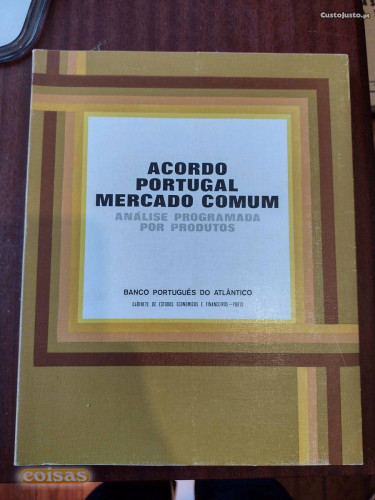 CustoJusto.pt
ACORDO
PORTUGAL
MERCADO COMUM
ANÁLISE PROGRAMADA
POR PRODUTOS
BANCO PORTUGUÊS DO ATLÂNTICO
GABINETE DE ESTUDOS ECONÓMICOS E FINANCEIROS - PORTO
coisas